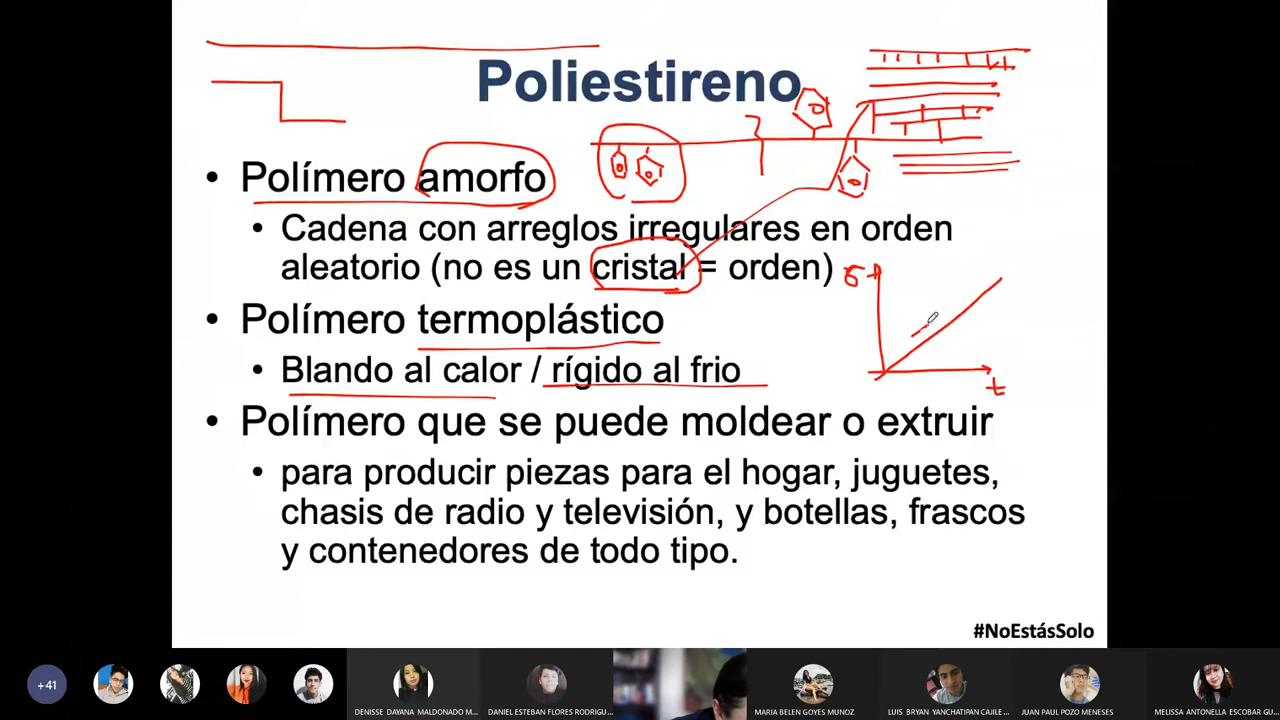 Poliestireno
• Polímero amorfo
• Cadena con arreglos irregulares en orden
aleatorio (no es un cristal = orden)
• Polímero termoplástico
• Blando al calor / rígido al frio
• Polímero que se puede moldear o extruir
• para producir piezas para el hogar, juguetes,
chasis de radio y televisión, y botellas, frascos
y contenedores de todo tipo.
t
#NoEstásSolo
+41
DENISSE DAYANA MALDONADO M...
DANIEL ESTEBAN FLORES RODRIGU...
MARIA BELEN GOYES MUNOZ
LUIS BRYAN YANCHATIPAN CAJILE...
JUAN PAUL POZO MENESES
MELISSA ANTONELLA ESCOBAR GU...